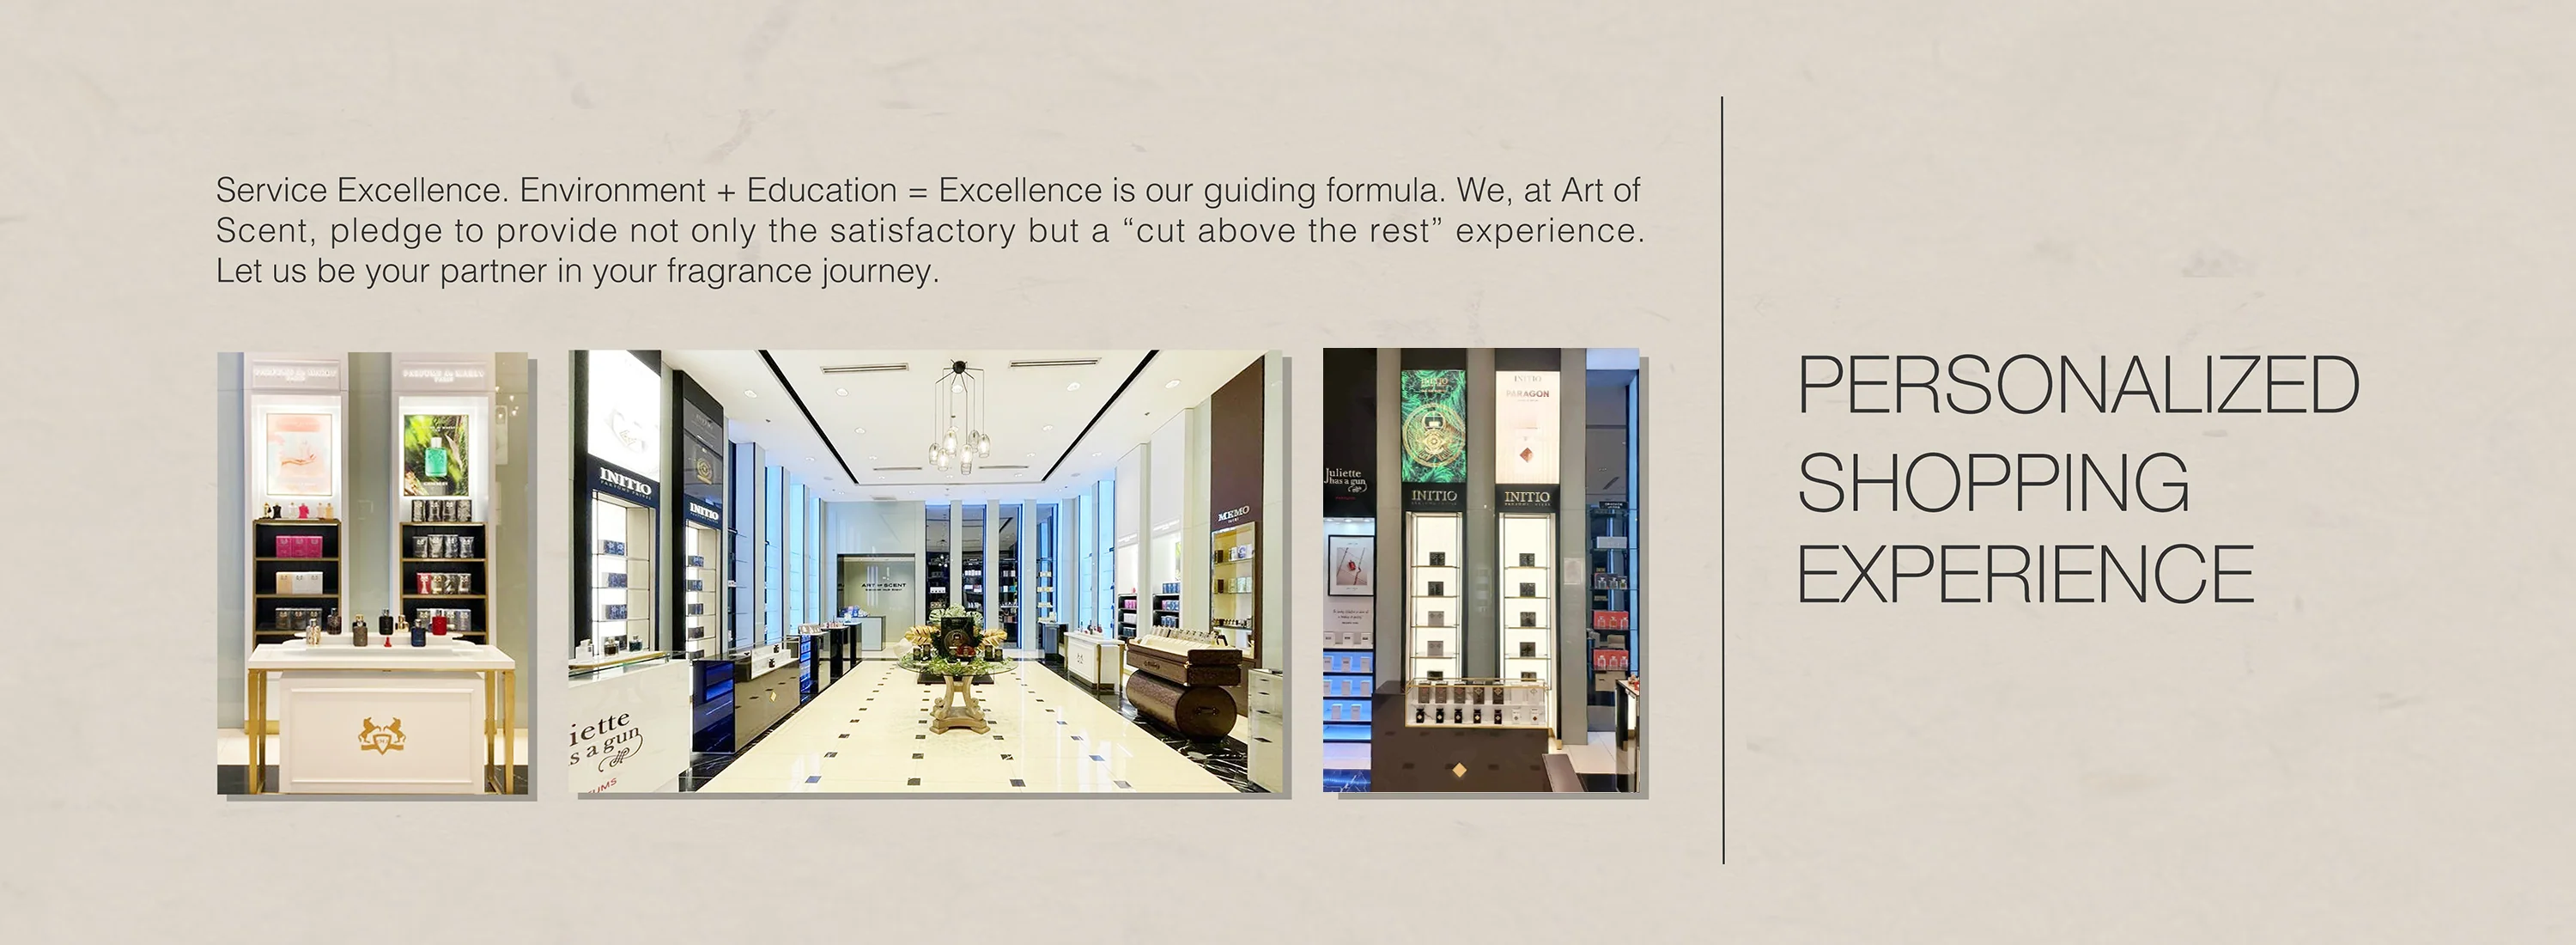 Service Excellence. Environment + Education = Excellence is our guiding formula. We, at Art of
Scent, pledge to provide not only the satisfactory but a “cut above the rest” experience.
Let us be your partner in your fragrance journey.
PERSONALIZED
SHOPPING
EXPERIENCE
INITIO
INITIO
MEMO
ART of SCENT
iette
s a gun
UMS
Juliette
has a gun
INITIO
INITIO
PARAGON
INITIO
INITIO